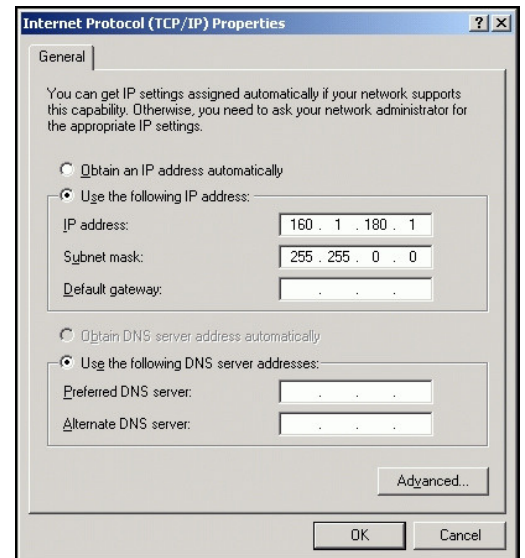 Internet Protocol (TCP/IP) Properties ? X
General
You can get IP settings assigned automatically if your network supports
this capability. Otherwise, you need to ask your network administrator for
the appropriate IP settings.
Obtain an IP address automatically
Use the following IP address:
IP address: 160 . 1 . 180 . 1
Subnet mask: 255 . 255 . 0 . 0
Default gateway: . . .
Obtain DNS server address automatically
Use the following DNS server addresses:
Preferred DNS server: . . .
Alternate DNS server: . . .
Advanced...
OK Cancel